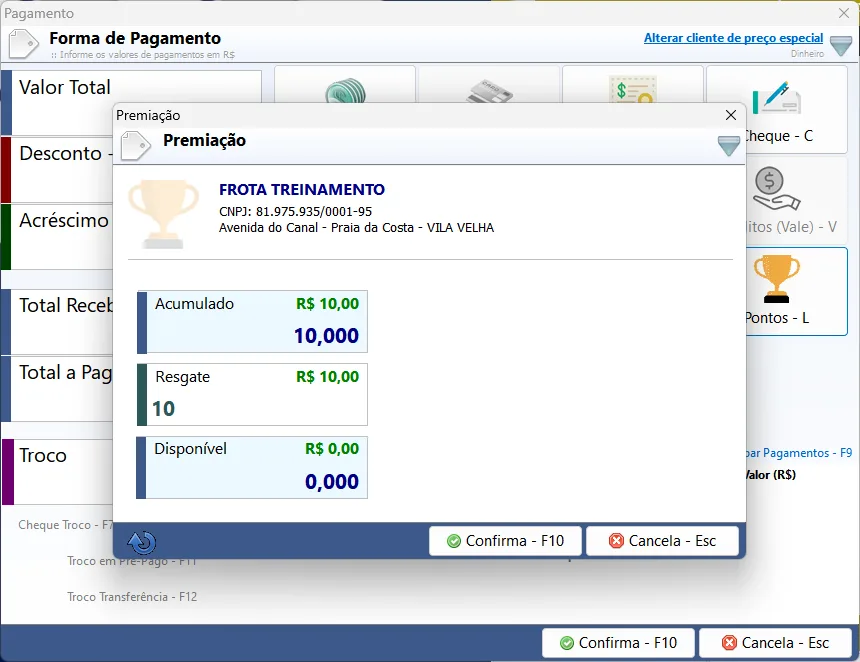 Pagamento
Forma de Pagamento
:: Informe os valores de pagamentos em R$
Alterar cliente de preço especial
Dinheiro
Valor Total
Desconto -
Acréscimo
Total Receb
Total a Pag
Troco
Cheque Troco - F7
Troco em Pré-Pago - F11
Troco Transferência - F12
Cheque - C
litos (Vale) - V
Pontos - L
par Pagamentos - F9
Valor (R$)
Premiação
Premiação
FROTA TREINAMENTO
CNPJ: 81.975.935/0001-95
Avenida do Canal - Praia da Costa - VILA VELHA
Acumulado R$ 10,00
10,000
Resgate R$ 10,00
10
Disponível R$ 0,00
0,000
Confirma - F10 Cancela - Esc
Confirma - F10 Cancela - Esc